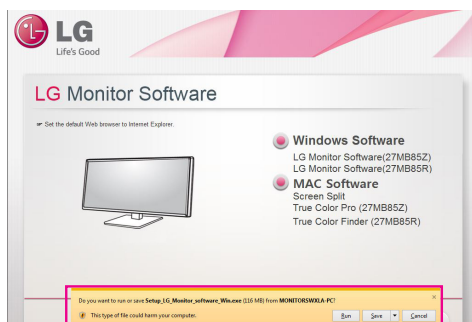 LG
Life's Good
LG Monitor Software
☞ Set the default Web browser to Internet Explorer.
Windows Software
LG Monitor Software(27MB85Z)
LG Monitor Software(27MB85R)
MAC Software
Screen Split
True Color Pro (27MB85Z)
True Color Finder (27MB85R)
Do you want to run or save Setup_LG_Monitor_software_Win.exe (116 MB) from MONITORSWXLA-PC?
×
This type of file could harm your computer.
Run Save Cancel